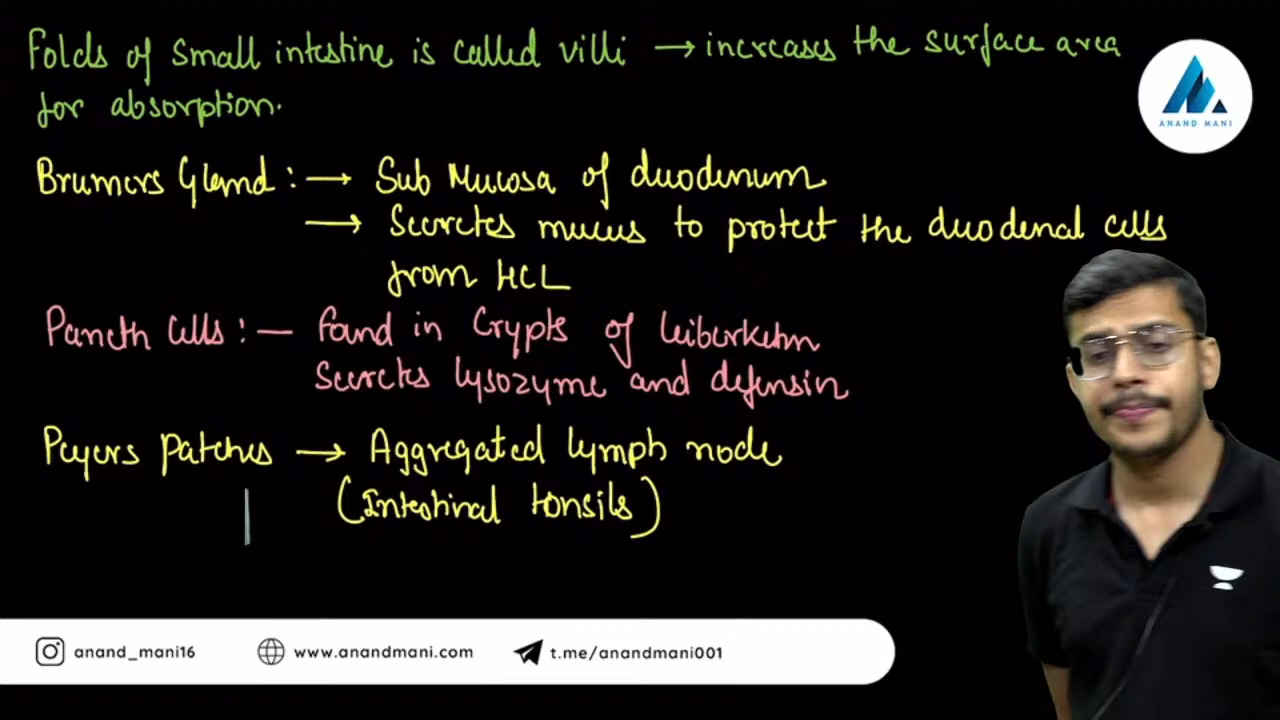 Folds of small intestine is called villi → increases the surface area
for absorption.
ANAND MANI
Bruners Gland : → Sub Mucosa of duodenum
→ Secretes mucus to protect the duodenal cells
from HCL
Paneth cells :— found in Crypts of leiberkuhn
Secretes lysozyme and defensin
Peyers patches → Aggregated lymph node
(Intestinal tonsils)
anand_mani16
www.anandmani.com
t.me/anandmani001